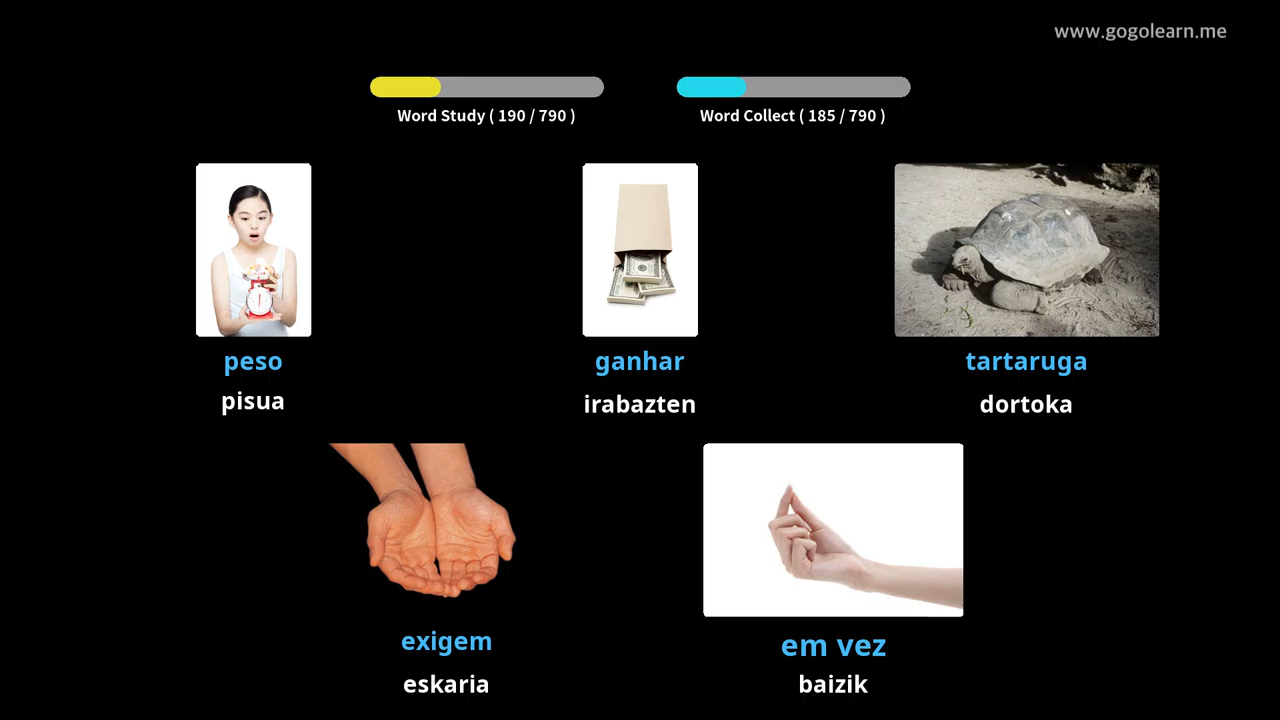 www.gogolearn.me
Word Study ( 190 / 790 )
Word Collect ( 185 / 790 )
peso
pisua
ganhar
irabazten
tartaruga
dortoka
exigem
eskaria
em vez
baizik